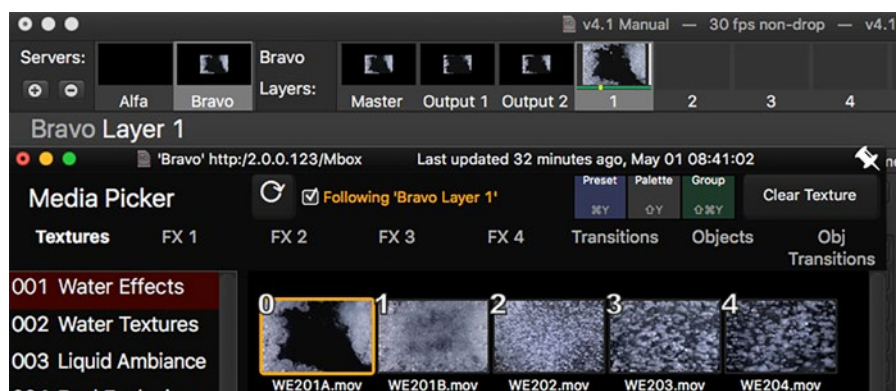 v4.1 Manual — 30 fps non-drop — v4.1
Servers:
Bravo
Layers:
Alfa Bravo Master Output 1 Output 2 1 2 3 4
Bravo Layer 1
'Bravo' http:/2.0.0.123/Mbox Last updated 32 minutes ago, May 01 08:41:02
Media Picker
Following 'Bravo Layer 1'
Preset Palette Group
⌘Y ⇧Y ⇧⌘Y
Clear Texture
Textures FX 1 FX 2 FX 3 FX 4 Transitions Objects Obj Transitions
001 Water Effects
002 Water Textures
003 Liquid Ambiance
0 1 2 3 4
WE201A.mov WE201B.mov WE202.mov WE203.mov WE204.mov